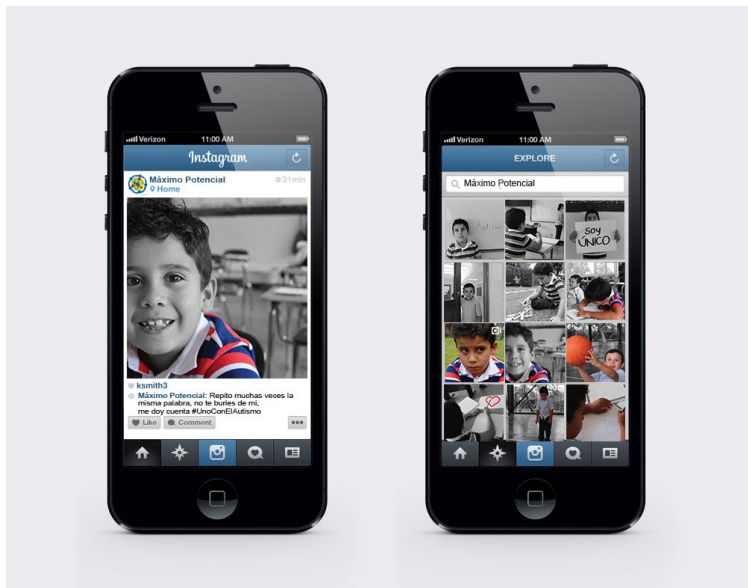 Verizon
11:00 AM
Instagram
Máximo Potencial
31min
Home
ksmith3
Máximo Potencial: Repito muchas veces la
misma palabra, no te burles de mi,
me doy cuenta #UnoConElAutismo
Like
Comment
Verizon
11:00 AM
EXPLORE
Máximo Potencial
Autismo
SOY
ÚNICO